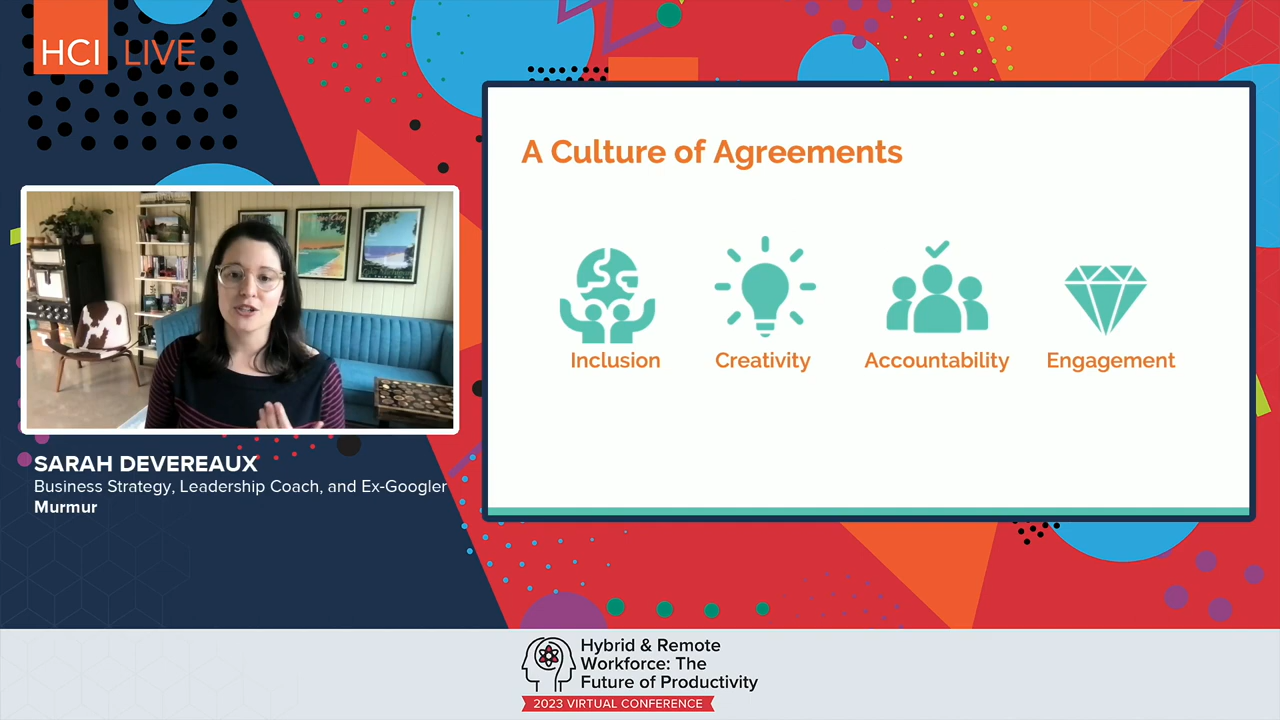 HCI LIVE
A Culture of Agreements
Inclusion
Creativity
Accountability
Engagement
SARAH DEVEREAUX
Business Strategy, Leadership Coach, and Ex-Googler
Murmur
Hybrid & Remote
Workforce: The
Future of Productivity
2023 VIRTUAL CONFERENCE